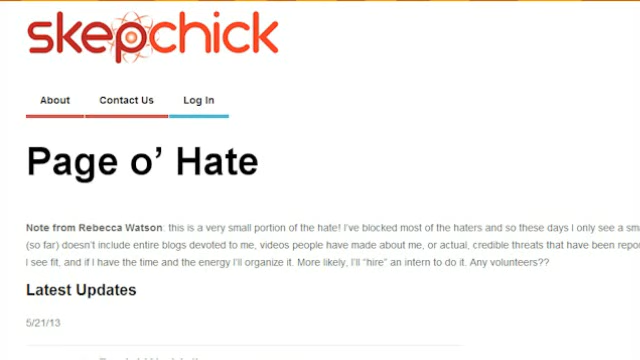 skepchick
About Contact Us Log In
Page o' Hate
Note from Rebecca Watson: this is a very small portion of the hate! I've blocked most of the haters and so these days I only see a
(so far) doesn't include entire blogs devoted to me, videos people have made about me, or actual, credible threats that have been
I see fit, and if I have the time and the energy I'll organize it. More likely, I'll "hire" an intern to do it. Any volunteers??
Latest Updates
5/21/13